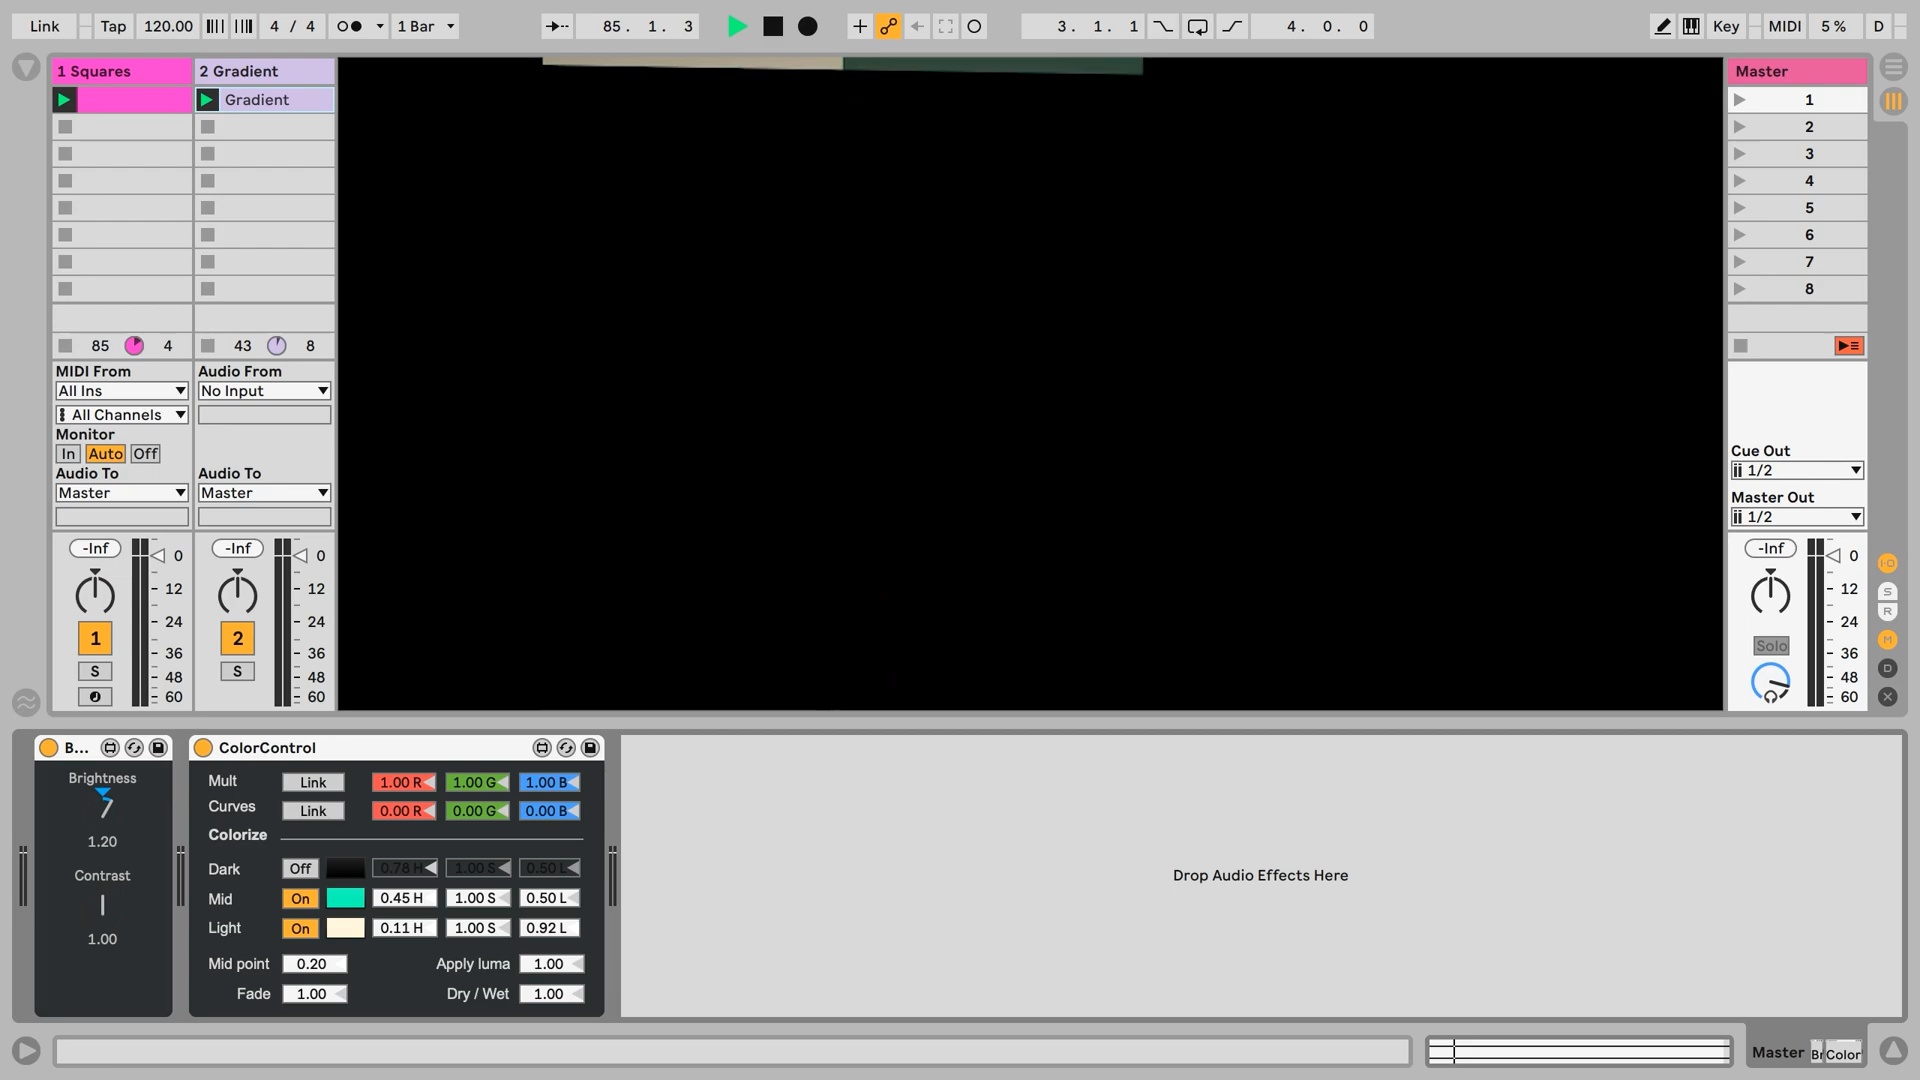 Link Tap 120.00 4 / 4 1 Bar 85. 1. 3 3. 1. 1 4. 0. 0 Key MIDI 5 % D
1 Squares 2 Gradient Master
Gradient 1
2
3
4
5
6
7
8
85 4 43 8
MIDI From Audio From
All Ins No Input
All Channels
Monitor
In Auto Off
Cue Out
1/2
Audio To Audio To
Master Master
Master Out
1/2
-Inf 0 -Inf 0 -Inf 0
12 12 12
24 24 24
1 2
36 36 Solo 36
S S
48 48 48
60 60 60
I-O
S
R
M
D
X
B... ColorControl
Brightness
1.20
Contrast
1.00
Mult Link 1.00 R 1.00 G 1.00 B
Curves Link 0.00 R 0.00 G 0.00 B
Colorize
Dark Off 0.78 H 1.00 S 0.50 L
Mid On 0.45 H 1.00 S 0.50 L
Light On 0.11 H 1.00 S 0.92 L
Mid point 0.20 Apply luma 1.00
Fade 1.00 Dry / Wet 1.00
Drop Audio Effects Here
Master Br Color